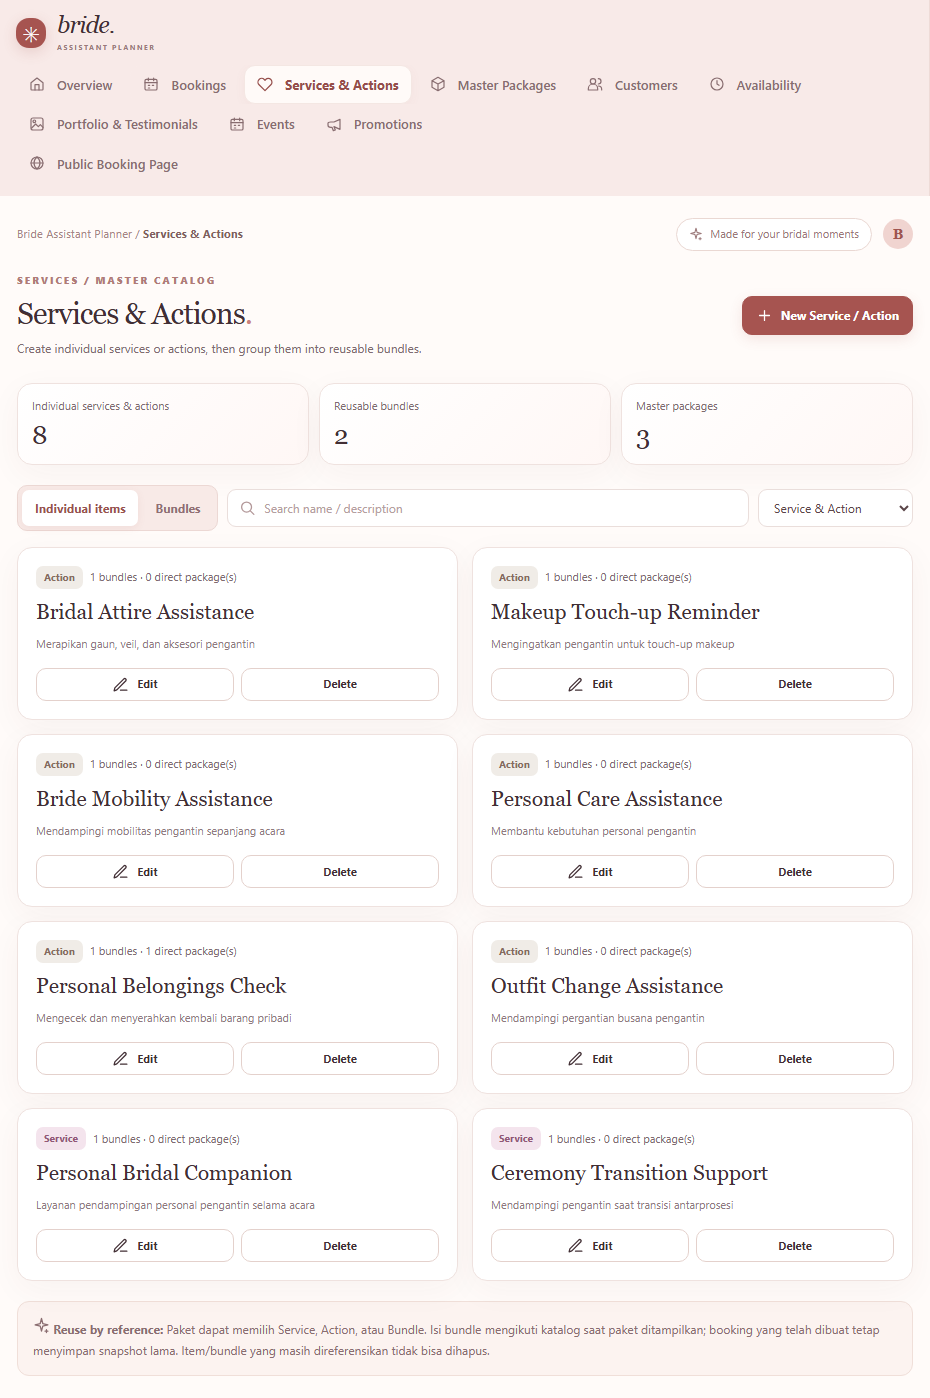 bride.
ASSISTANT PLANNER
Overview
Bookings
Services & Actions
Master Packages
Customers
Availability
Portfolio & Testimonials
Events
Promotions
Public Booking Page
Bride Assistant Planner / Services & Actions
Made for your bridal moments
B
SERVICES / MASTER CATALOG
Services & Actions.
New Service / Action
Create individual services or actions, then group them into reusable bundles.
Individual services & actions
8
Reusable bundles
2
Master packages
3
Individual items
Bundles
Search name / description
Service & Action
Action 1 bundles · 0 direct package(s)
Bridal Attire Assistance
Merapikan gaun, veil, dan aksesori pengantin
Edit
Delete
Action 1 bundles · 0 direct package(s)
Makeup Touch-up Reminder
Mengingatkan pengantin untuk touch-up makeup
Edit
Delete
Action 1 bundles · 0 direct package(s)
Bride Mobility Assistance
Mendampingi mobilitas pengantin sepanjang acara
Edit
Delete
Action 1 bundles · 0 direct package(s)
Personal Care Assistance
Membantu kebutuhan personal pengantin
Edit
Delete
Action 1 bundles · 1 direct package(s)
Personal Belongings Check
Mengecek dan menyerahkan kembali barang pribadi
Edit
Delete
Action 1 bundles · 0 direct package(s)
Outfit Change Assistance
Mendampingi pergantian busana pengantin
Edit
Delete
Service 1 bundles · 0 direct package(s)
Personal Bridal Companion
Layanan pendampingan personal pengantin selama acara
Edit
Delete
Service 1 bundles · 0 direct package(s)
Ceremony Transition Support
Mendampingi pengantin saat transisi antarprosesi
Edit
Delete
Reuse by reference: Paket dapat memilih Service, Action, atau Bundle. Isi bundle mengikuti katalog saat paket ditampilkan; booking yang telah dibuat tetap
menyimpan snapshot lama. Item/bundle yang masih direferensikan tidak bisa dihapus.